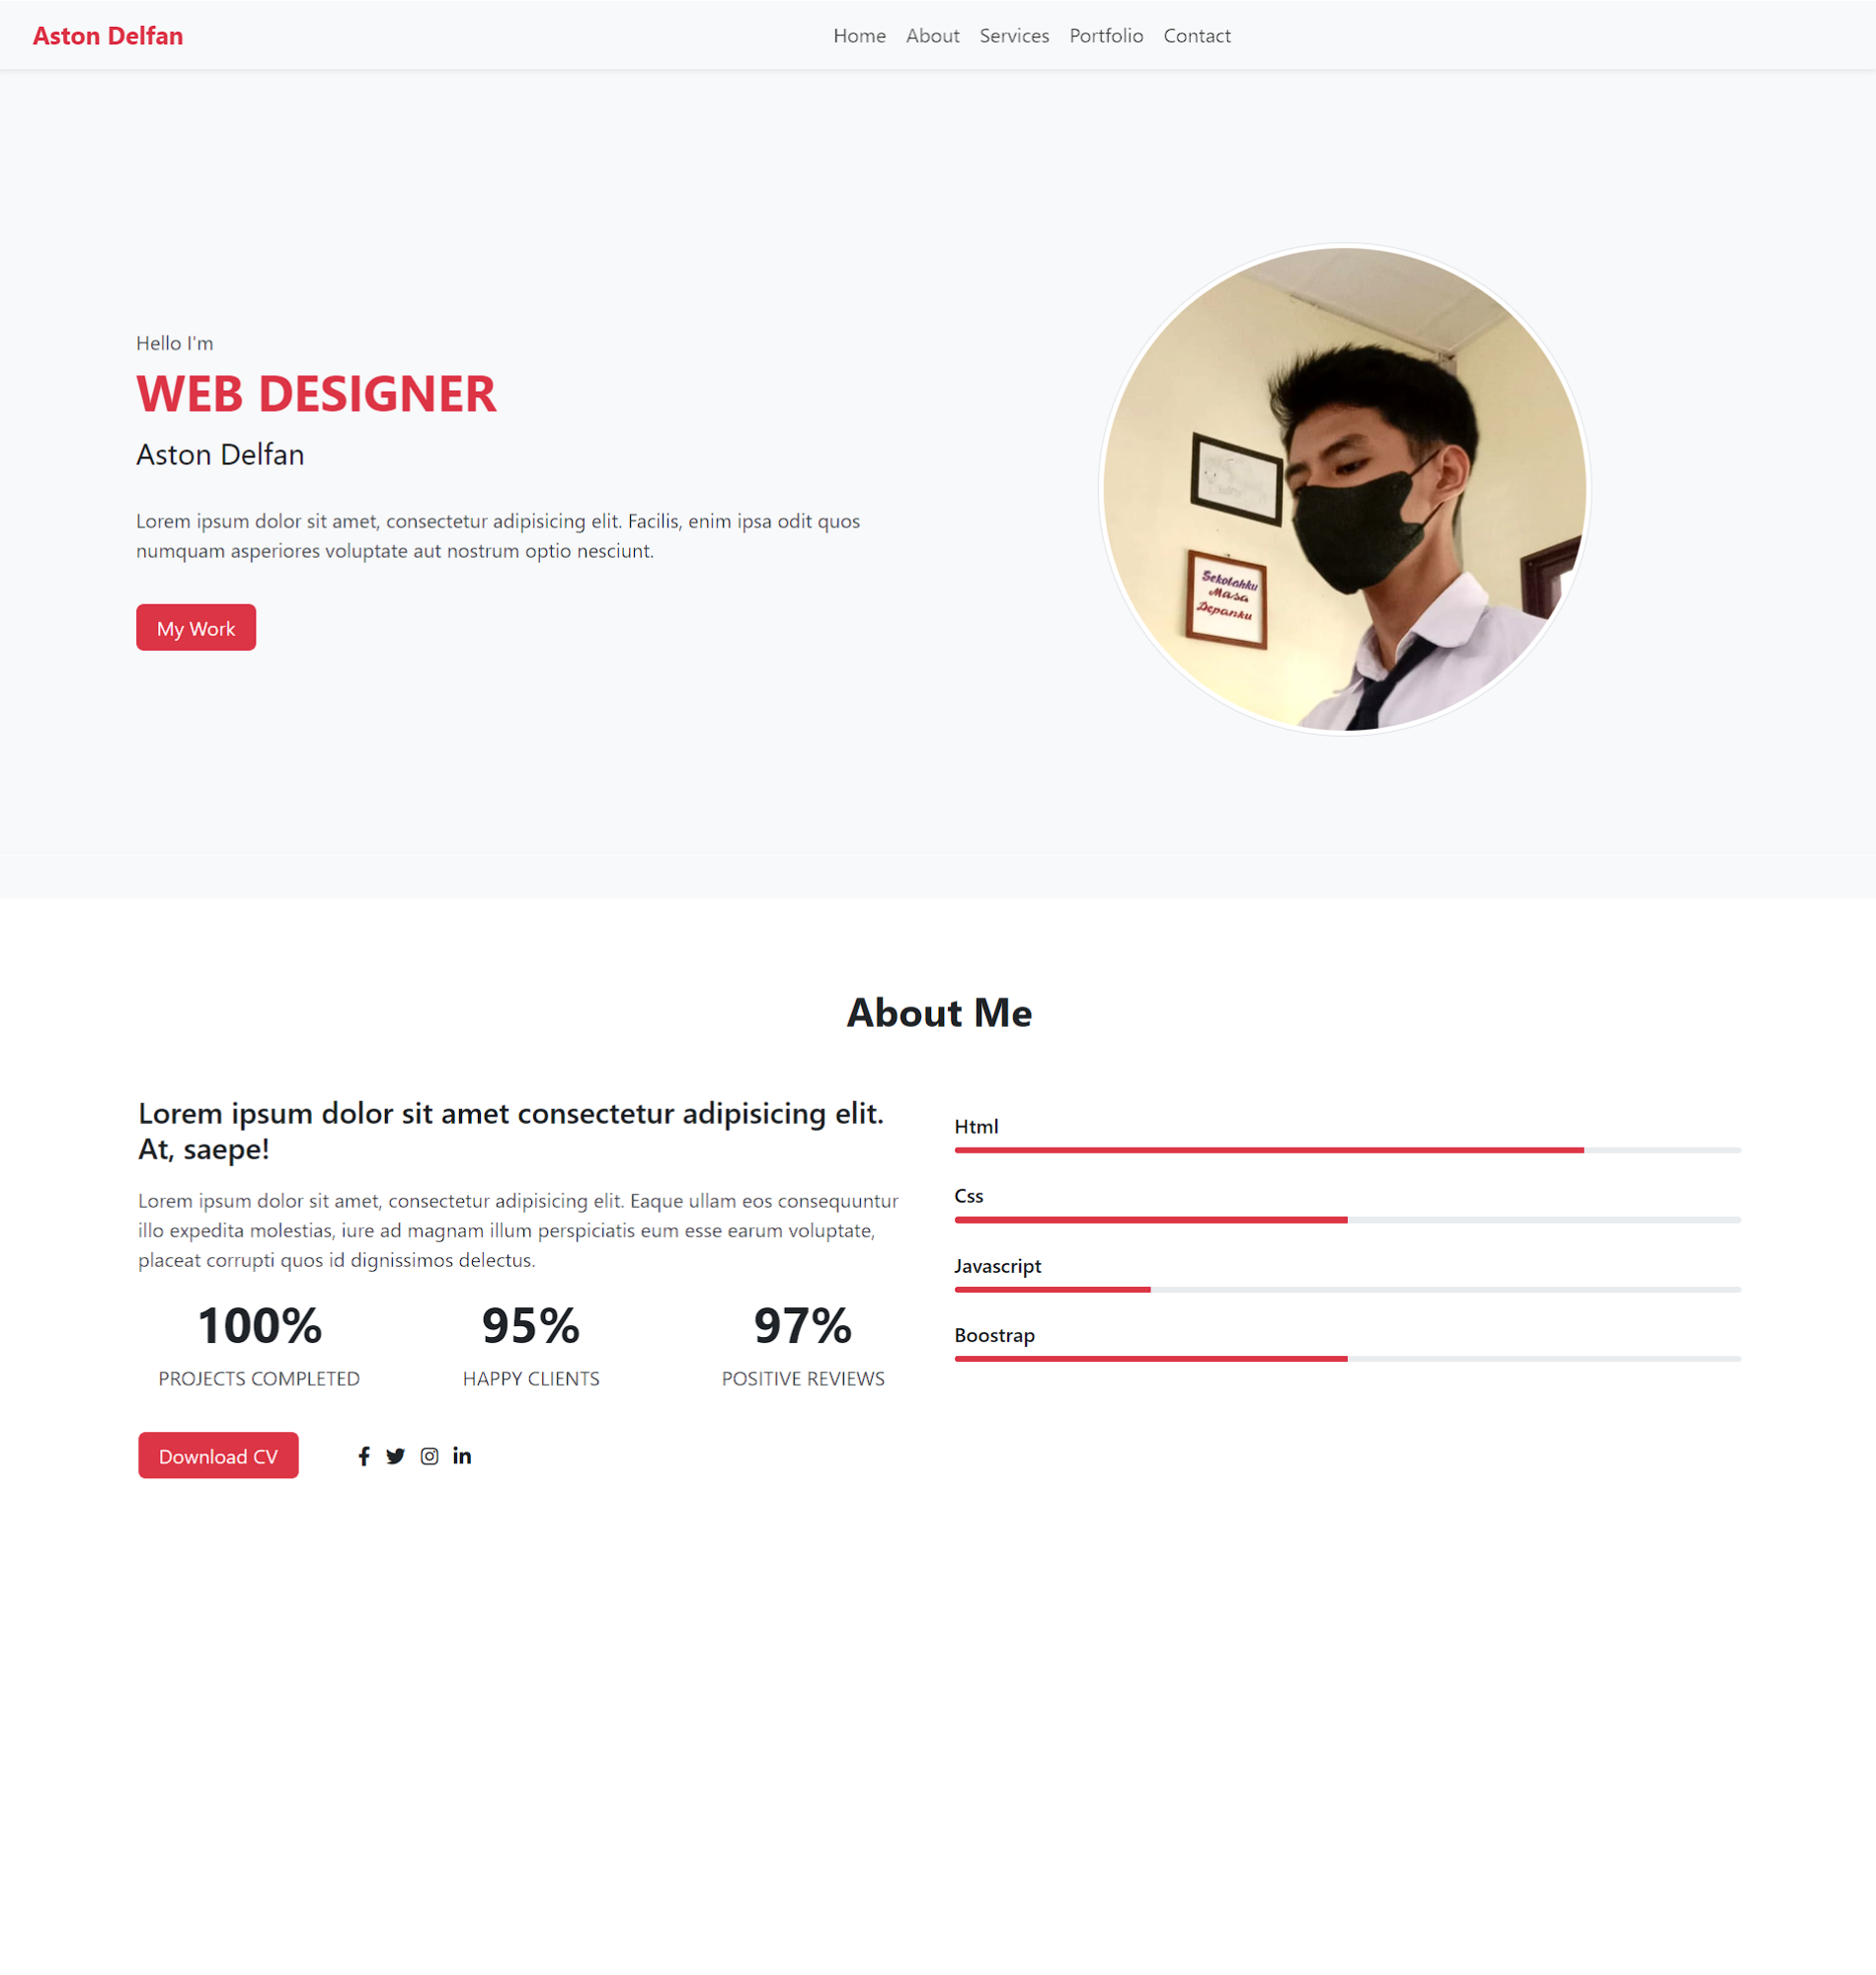 Aston Delfan
Home About Services Portfolio Contact
Hello I'm
WEB DESIGNER
Aston Delfan
Lorem ipsum dolor sit amet, consectetur adipisicing elit. Facilis, enim ipsa odit quos
numquam asperiores voluptate aut nostrum optio nesciunt.
My Work
Sekolahku
Masa
Depanku
About Me
Lorem ipsum dolor sit amet consectetur adipisicing elit.
At, saepe!
Lorem ipsum dolor sit amet, consectetur adipisicing elit. Eaque ullam eos consequuntur
illo expedita molestias, iure ad magnam illum perspiciatis eum esse earum voluptate,
placeat corrupti quos id dignissimos delectus.
100% 95% 97%
PROJECTS COMPLETED HAPPY CLIENTS POSITIVE REVIEWS
Download CV
Html
Css
Javascript
Boostrap